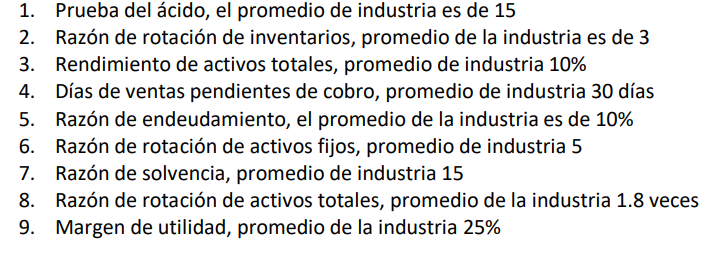 1. Prueba del ácido, el promedio de industria es de 15
2. Razón de rotación de inventarios, promedio de la industria es de 3
3. Rendimiento de activos totales, promedio de industria 10%
4. Días de ventas pendientes de cobro, promedio de industria 30 días
5. Razón de endeudamiento, el promedio de la industria es de 10%
6. Razón de rotación de activos fijos, promedio de industria 5
7. Razón de solvencia, promedio de industria 15
8. Razón de rotación de activos totales, promedio de la industria 1.8 veces
9. Margen de utilidad, promedio de la industria 25%